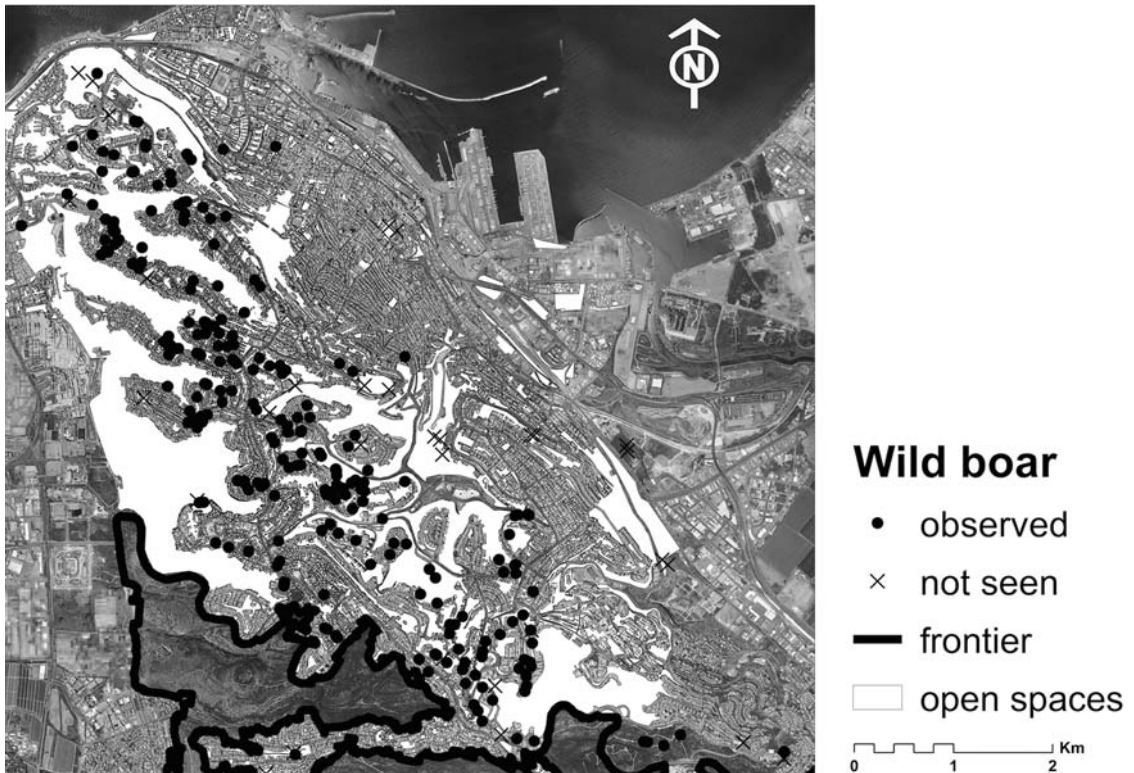 N
Wild boar
observed
not seen
frontier
open spaces
Km
0 1 2